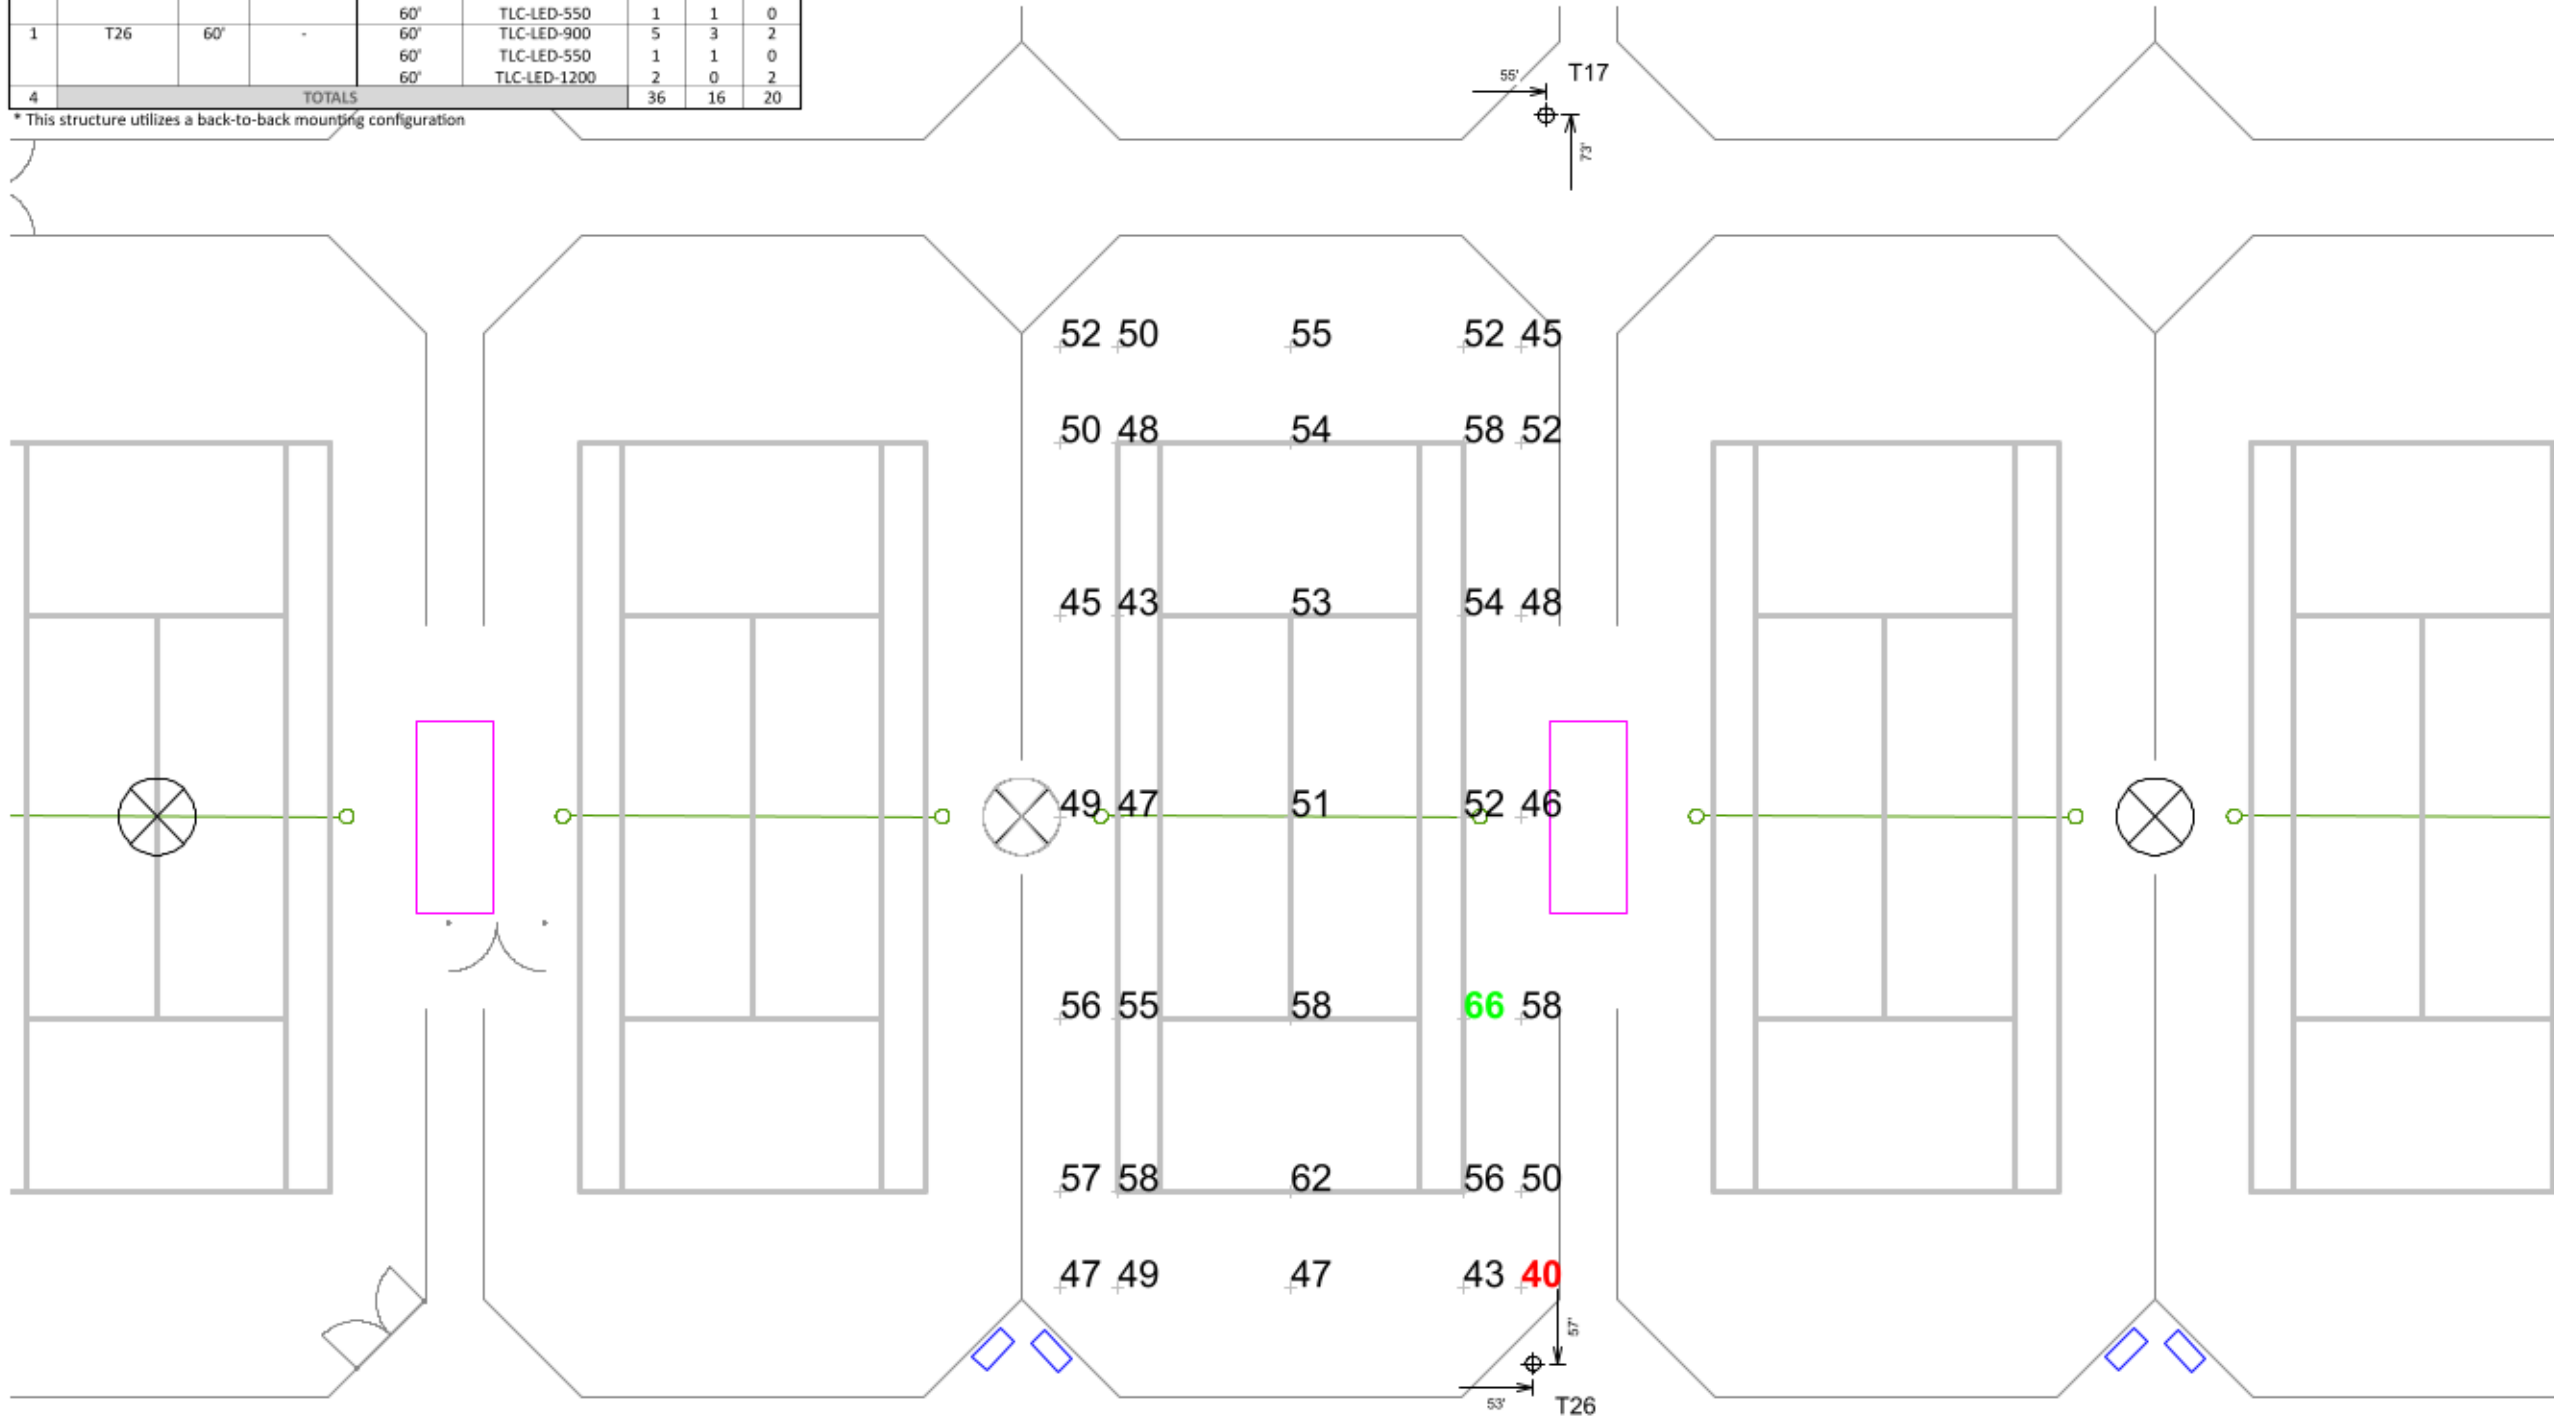 60' TLC-LED-550 1 1 0
1 T26 60' - 60' TLC-LED-900 5 3 2
60' TLC-LED-550 1 1 0
60' TLC-LED-1200 2 0 2
4 TOTALS 36 16 20
* This structure utilizes a back-to-back mounting configuration
55' T17
73'
52 50 55 52 45
50 48 54 58 52
45 43 53 54 48
49 47 51 52 46
56 55 58 66 58
57 58 62 56 50
47 49 47 43 40
57'
53' T26